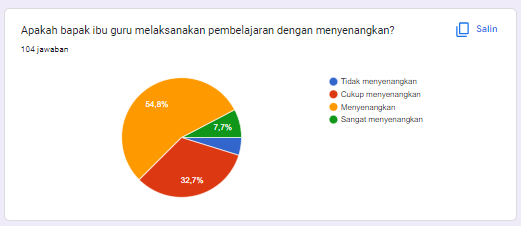 Apakah bapak ibu guru melaksanakan pembelajaran dengan menyenangkan?
Salin
104 jawaban
Tidak menyenangkan
Cukup menyenangkan
Menyenangkan
Sangat menyenangkan
54,8%
7,7%
32,7%